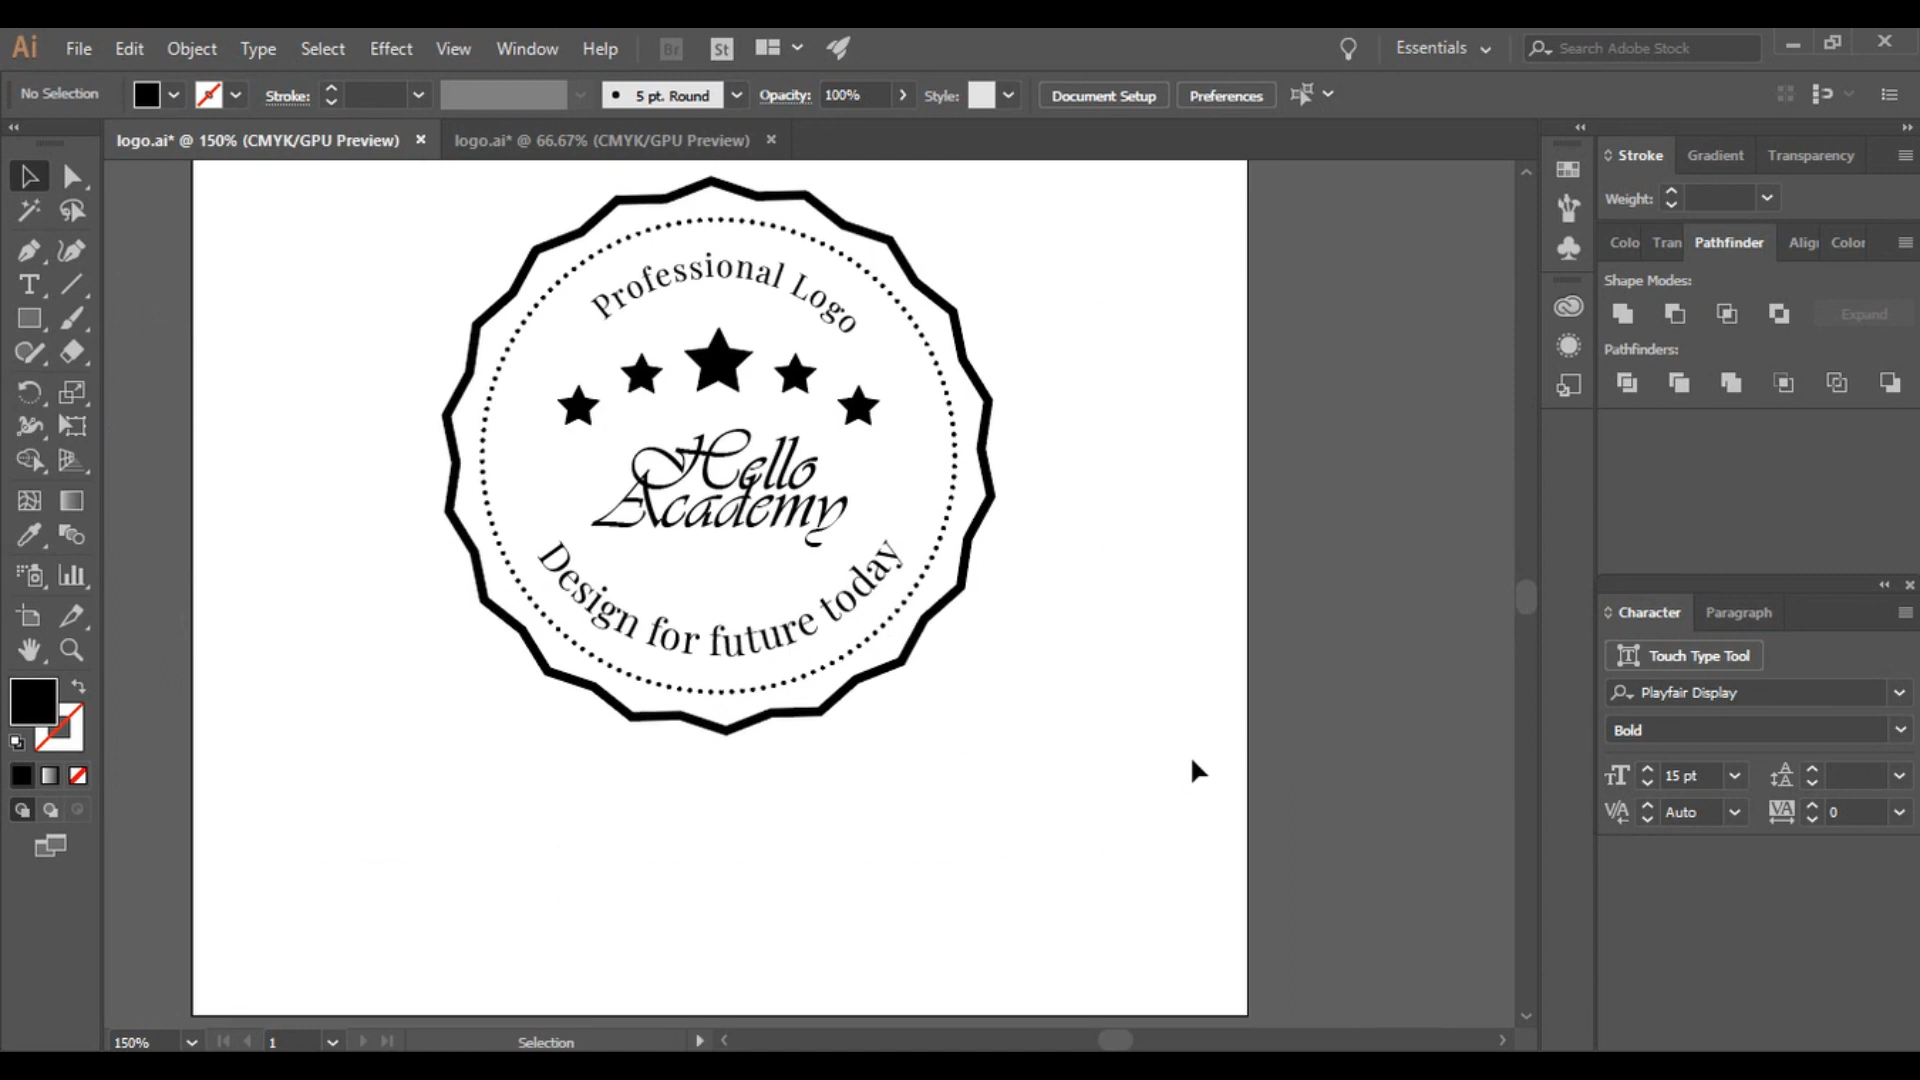 Ai File Edit Object Type Select Effect View Window Help Br St Essentials Search Adobe Stock
No Selection Stroke: 5 pt. Round Opacity: 100% Style: Document Setup Preferences
logo.ai* @ 150% (CMYK/GPU Preview) logo.ai* @ 66.67% (CMYK/GPU Preview)
Stroke Gradient Transparency
Weight:
Colo Tran Pathfinder Alig Color
Shape Modes:
Expand
Pathfinders:
Professional Logo
Hello
Academy
Design for future today
Character Paragraph
Touch Type Tool
Playfair Display
Bold
15 pt
Auto 0
150% 1 Selection